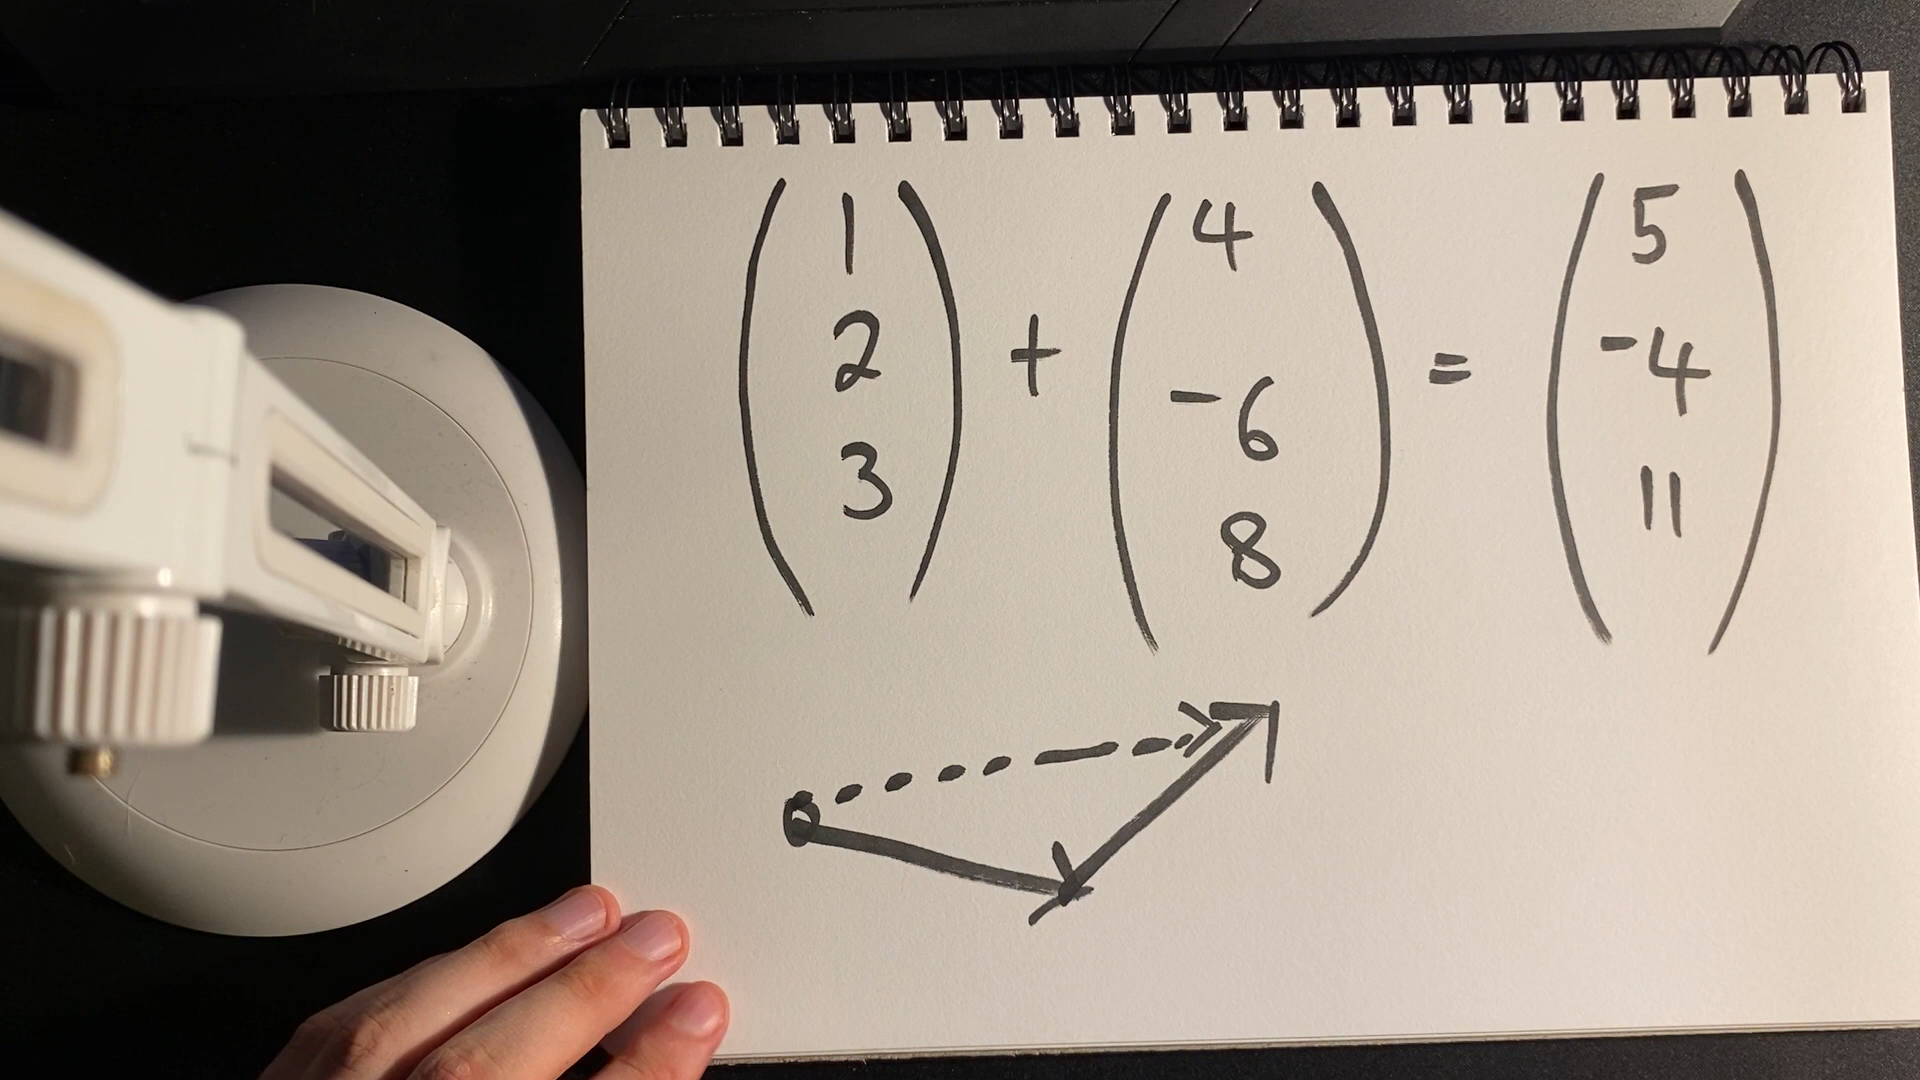 ( 1 ) + ( 4 ) = ( 5 )
( 2 ) ( -6 ) ( -4 )
( 3 ) ( 8 ) ( 11 )